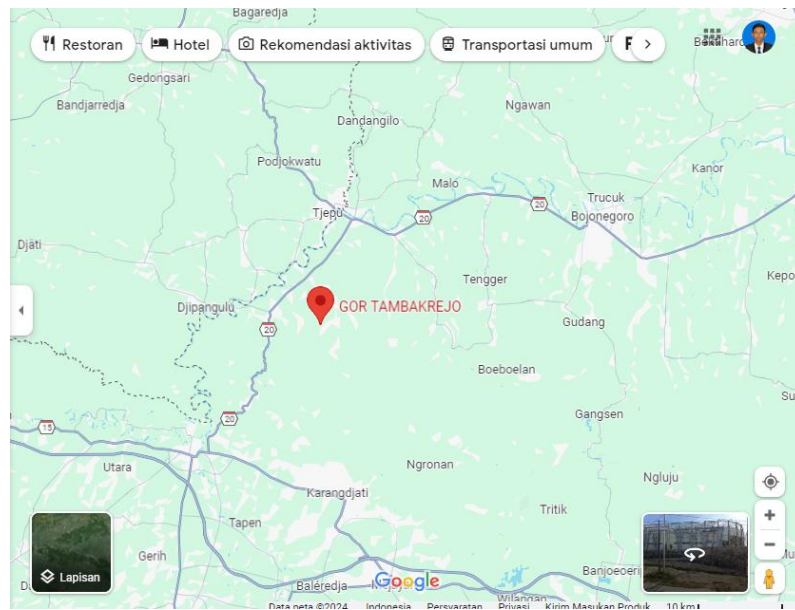 Bagaredja
Restoran
Hotel
Rekomendasi aktivitas
Transportasi umum
Gedongsari
Bandjarredja
Ngawan
Dandangilo
Podjokwatu
Kanor
Malo
Trucuk
Tjepu
20
20
Bojonegoro
Djati
Tengger
Kepo
Djipangulu
GOR TAMBAKREJO
20
Gudang
Boeboelan
20
15
Gangsen
Utara
Ngronan
Ngluju
Karangdjati
Tritik
Tapen
Gerih
Lapisan
Baléredja
Google
Banjoeoeri
Wilangan
Data peta ©2024 Indonesia Persyaratan Privasi Kirim Masukan Produk 10 km